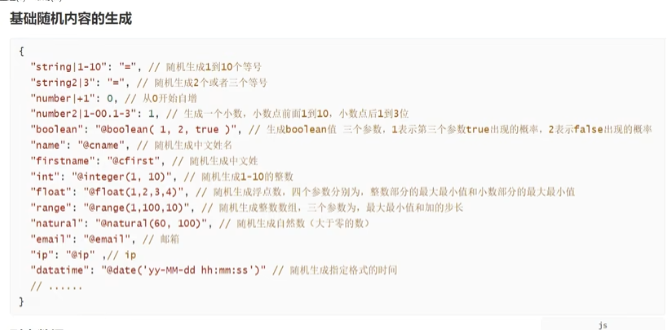 基础随机内容的生成
{
"string|1-10": "=", // 随机生成1到10个等号
"string2|3": "=", // 随机生成2个或者三个等号
"number|+1": 0, // 从0开始自增
"number2|1-00.1-3": 1, // 生成一个小数，小数点前面1到10，小数点后1到3位
"boolean": "@boolean( 1, 2, true )", // 生成boolean值 三个参数，1表示第三个参数true出现的概率，2表示false出现的概率
"name": "@cname", // 随机生成中文姓名
"firstname": "@cfirst", // 随机生成中文姓
"int": "@integer(1, 10)", // 随机生成1-10的整数
"float": "@float(1,2,3,4)", // 随机生成浮点数，四个参数分别为，整数部分的最大最小值和小数部分的最大最小值
"range": "@range(1,100,10)", // 随机生成整数数组，三个参数为，最大最小值和加的步长
"natural": "@natural(60, 100)", // 随机生成自然数（大于零的数）
"email": "@email", // 邮箱
"ip": "@ip" ,// ip
"datatime": "@date('yy-MM-dd hh:mm:ss')" // 随机生成指定格式的时间
// ......
}
js